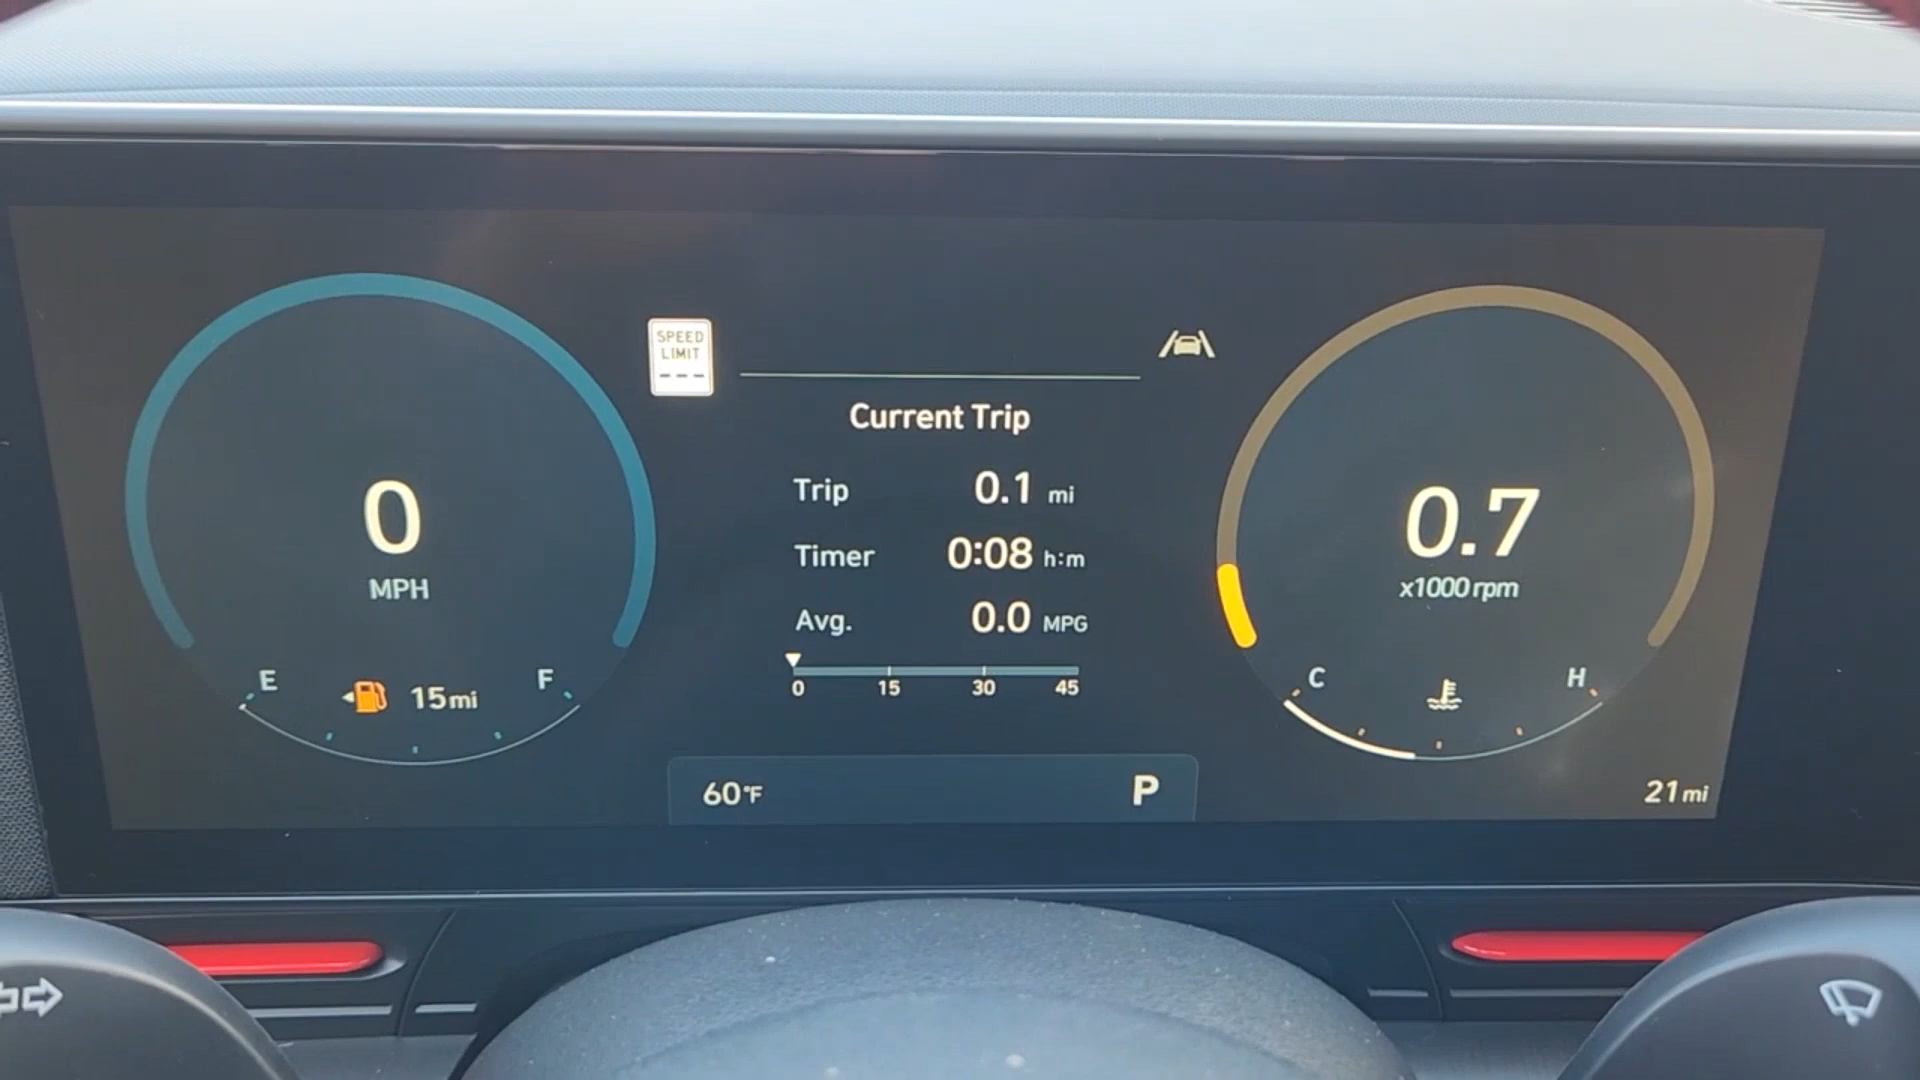 SPEED
LIMIT
---
Current Trip
Trip 0.1 mi
Timer 0:08 h:m
Avg. 0.0 MPG
0 15 30 45
0
MPH
E F
15mi
0.7
x1000 rpm
C H
60°F P
21mi